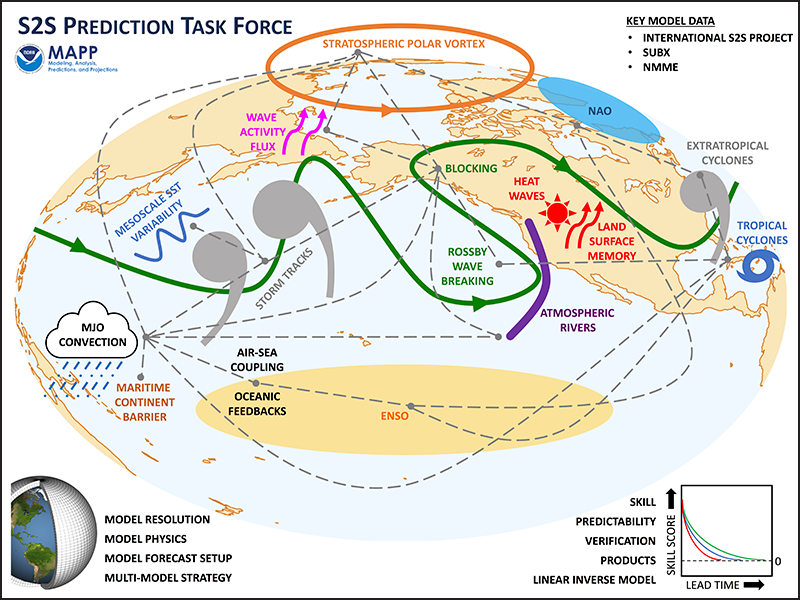 S2S PREDICTION TASK FORCE
NOAA
MAPP
Modeling, Analysis,
Predictions, and Projections
KEY MODEL DATA
• INTERNATIONAL S2S PROJECT
• SUBX
• NMME
STRATOSPHERIC POLAR VORTEX
WAVE
ACTIVITY
FLUX
NAO
EXTRATROPICAL
CYCLONES
BLOCKING
HEAT
WAVES
LAND
SURFACE
MEMORY
MESOSCALE SST
VARIABILITY
TROPICAL
CYCLONES
STORM TRACKS
ROSSBY
WAVE
BREAKING
ATMOSPHERIC
RIVERS
MJO
CONVECTION
MARITIME
CONTINENT
BARRIER
AIR-SEA
COUPLING
OCEANIC
FEEDBACKS
ENSO
MODEL RESOLUTION
MODEL PHYSICS
MODEL FORECAST SETUP
MULTI-MODEL STRATEGY
SKILL
PREDICTABILITY
VERIFICATION
PRODUCTS
LINEAR INVERSE MODEL
SKILL SCORE
0
LEAD TIME